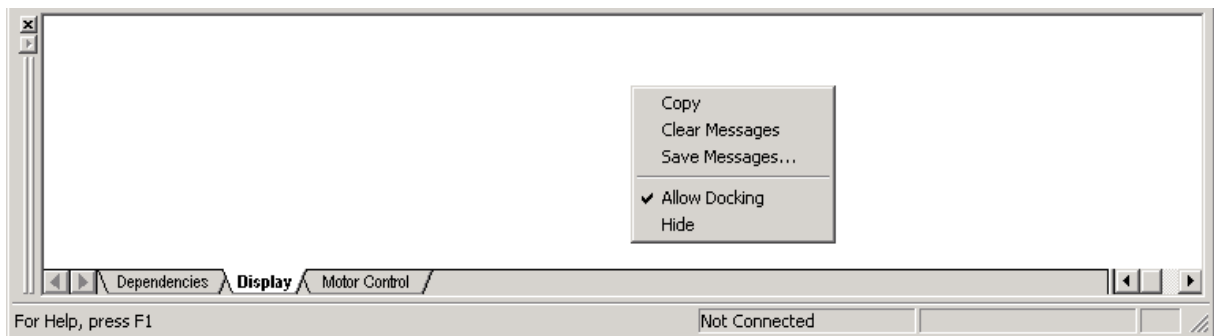 Copy
Clear Messages
Save Messages...
Allow Docking
Hide
Dependencies Display Motor Control
For Help, press F1 Not Connected